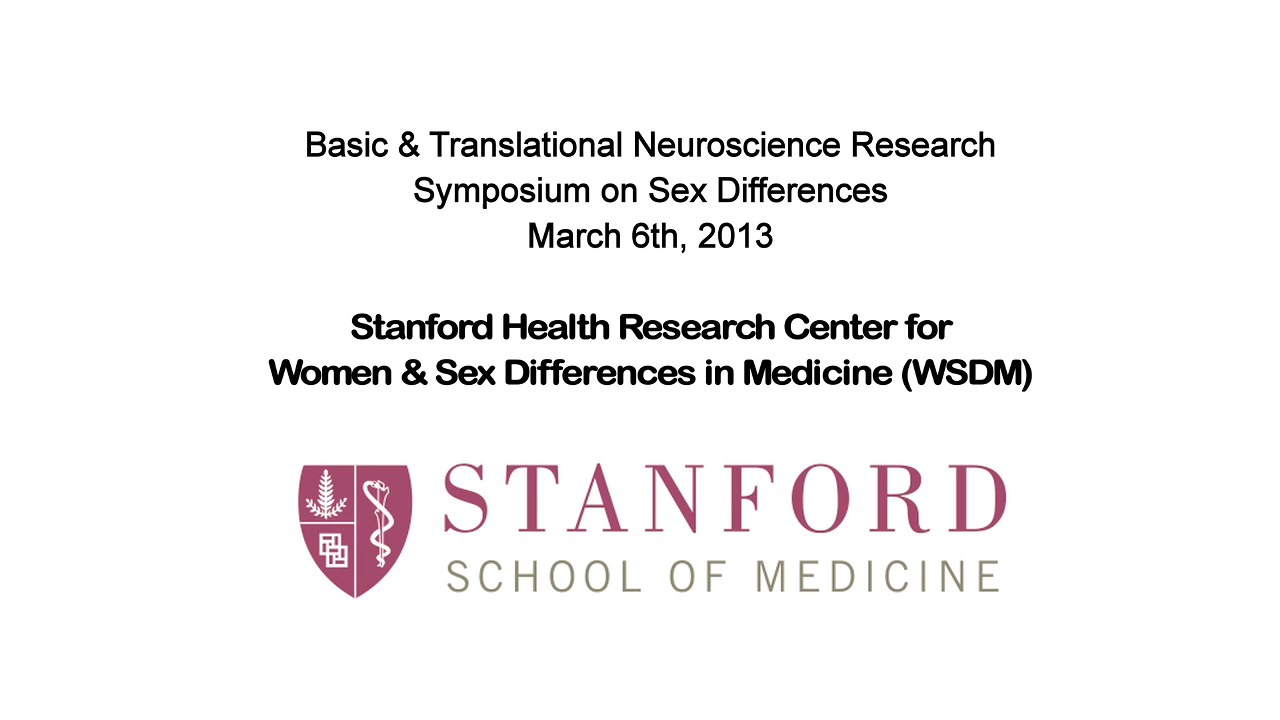 Basic & Translational Neuroscience Research
Symposium on Sex Differences
March 6th, 2013
Stanford Health Research Center for
Women & Sex Differences in Medicine (WSDM)
STANFORD
SCHOOL OF MEDICINE